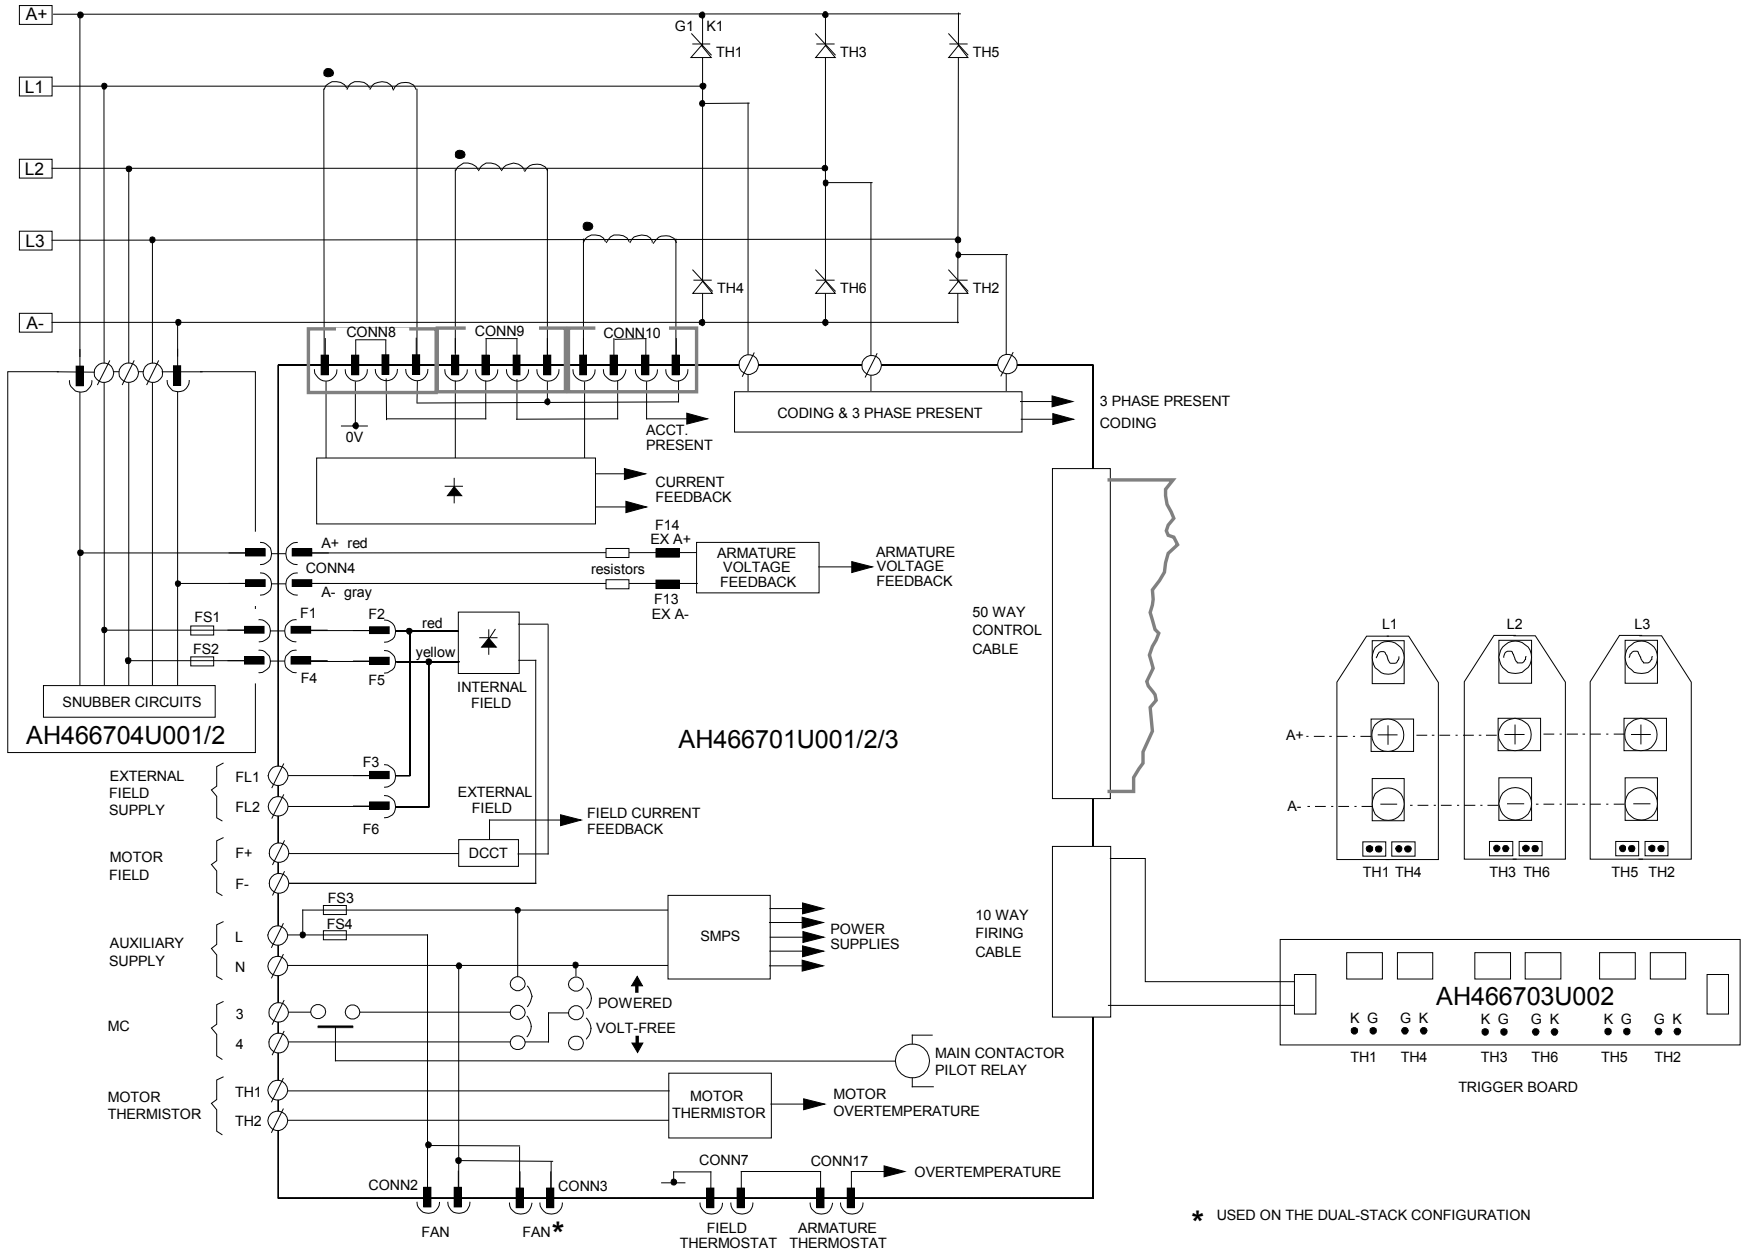 A+
G1 K1
TH1
TH3
TH5
L1
L2
L3
TH4
TH6
TH2
A-
CONN8
CONN9
CONN10
CODING & 3 PHASE PRESENT
3 PHASE PRESENT
CODING
0V
ACCT.
PRESENT
CURRENT
FEEDBACK
A+ red
CONN4
A- gray
resistors
F14
EX A+
F13
EX A-
ARMATURE
VOLTAGE
FEEDBACK
ARMATURE
VOLTAGE
FEEDBACK
FS1
FS2
F1
F4
F2
F5
red
yellow
INTERNAL
FIELD
SNUBBER CIRCUITS
AH466704U001/2
AH466701U001/2/3
50 WAY
CONTROL
CABLE
L1
L2
L3
A+
A-
TH1 TH4
TH3 TH6
TH5 TH2
EXTERNAL
FIELD
SUPPLY
FL1
FL2
F3
F6
EXTERNAL
FIELD
FIELD CURRENT
FEEDBACK
DCCT
MOTOR
FIELD
F+
F-
FS3
FS4
AUXILIARY
SUPPLY
L
N
SMPS
POWER
SUPPLIES
10 WAY
FIRING
CABLE
MC
3
4
POWERED
VOLT-FREE
MAIN CONTACTOR
PILOT RELAY
AH466703U002
K G
G K
K G
G K
K G
G K
TH1
TH4
TH3
TH6
TH5
TH2
TRIGGER BOARD
MOTOR
THERMISTOR
TH1
TH2
MOTOR
THERMISTOR
MOTOR
OVERTEMPERATURE
CONN2
CONN3
CONN7
CONN17
OVERTEMPERATURE
FAN
FAN*
FIELD
THERMOSTAT
ARMATURE
THERMOSTAT
* USED ON THE DUAL-STACK CONFIGURATION